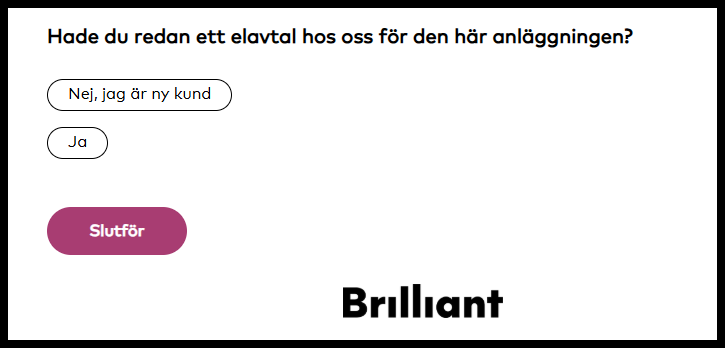 Hade du redan ett elavtal hos oss för den här anläggningen?
Nej, jag är ny kund
Ja
Slutför
Brilliant